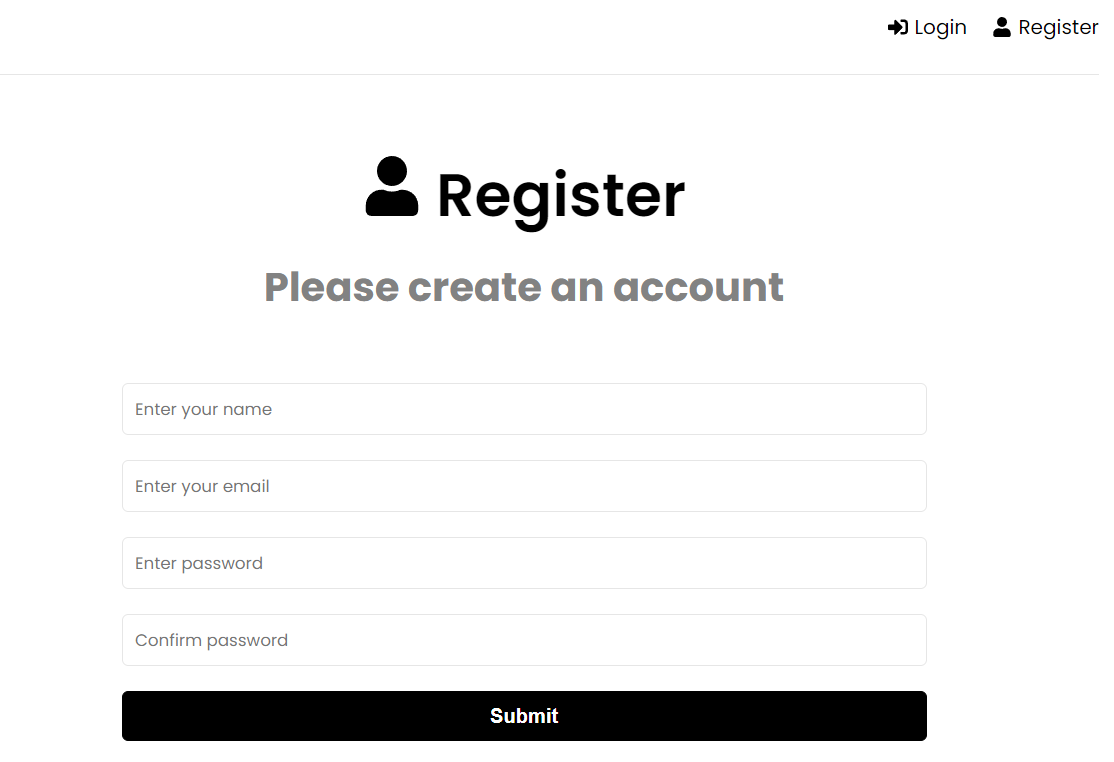 Login Register
Register
Please create an account
Enter your name
Enter your email
Enter password
Confirm password
Submit